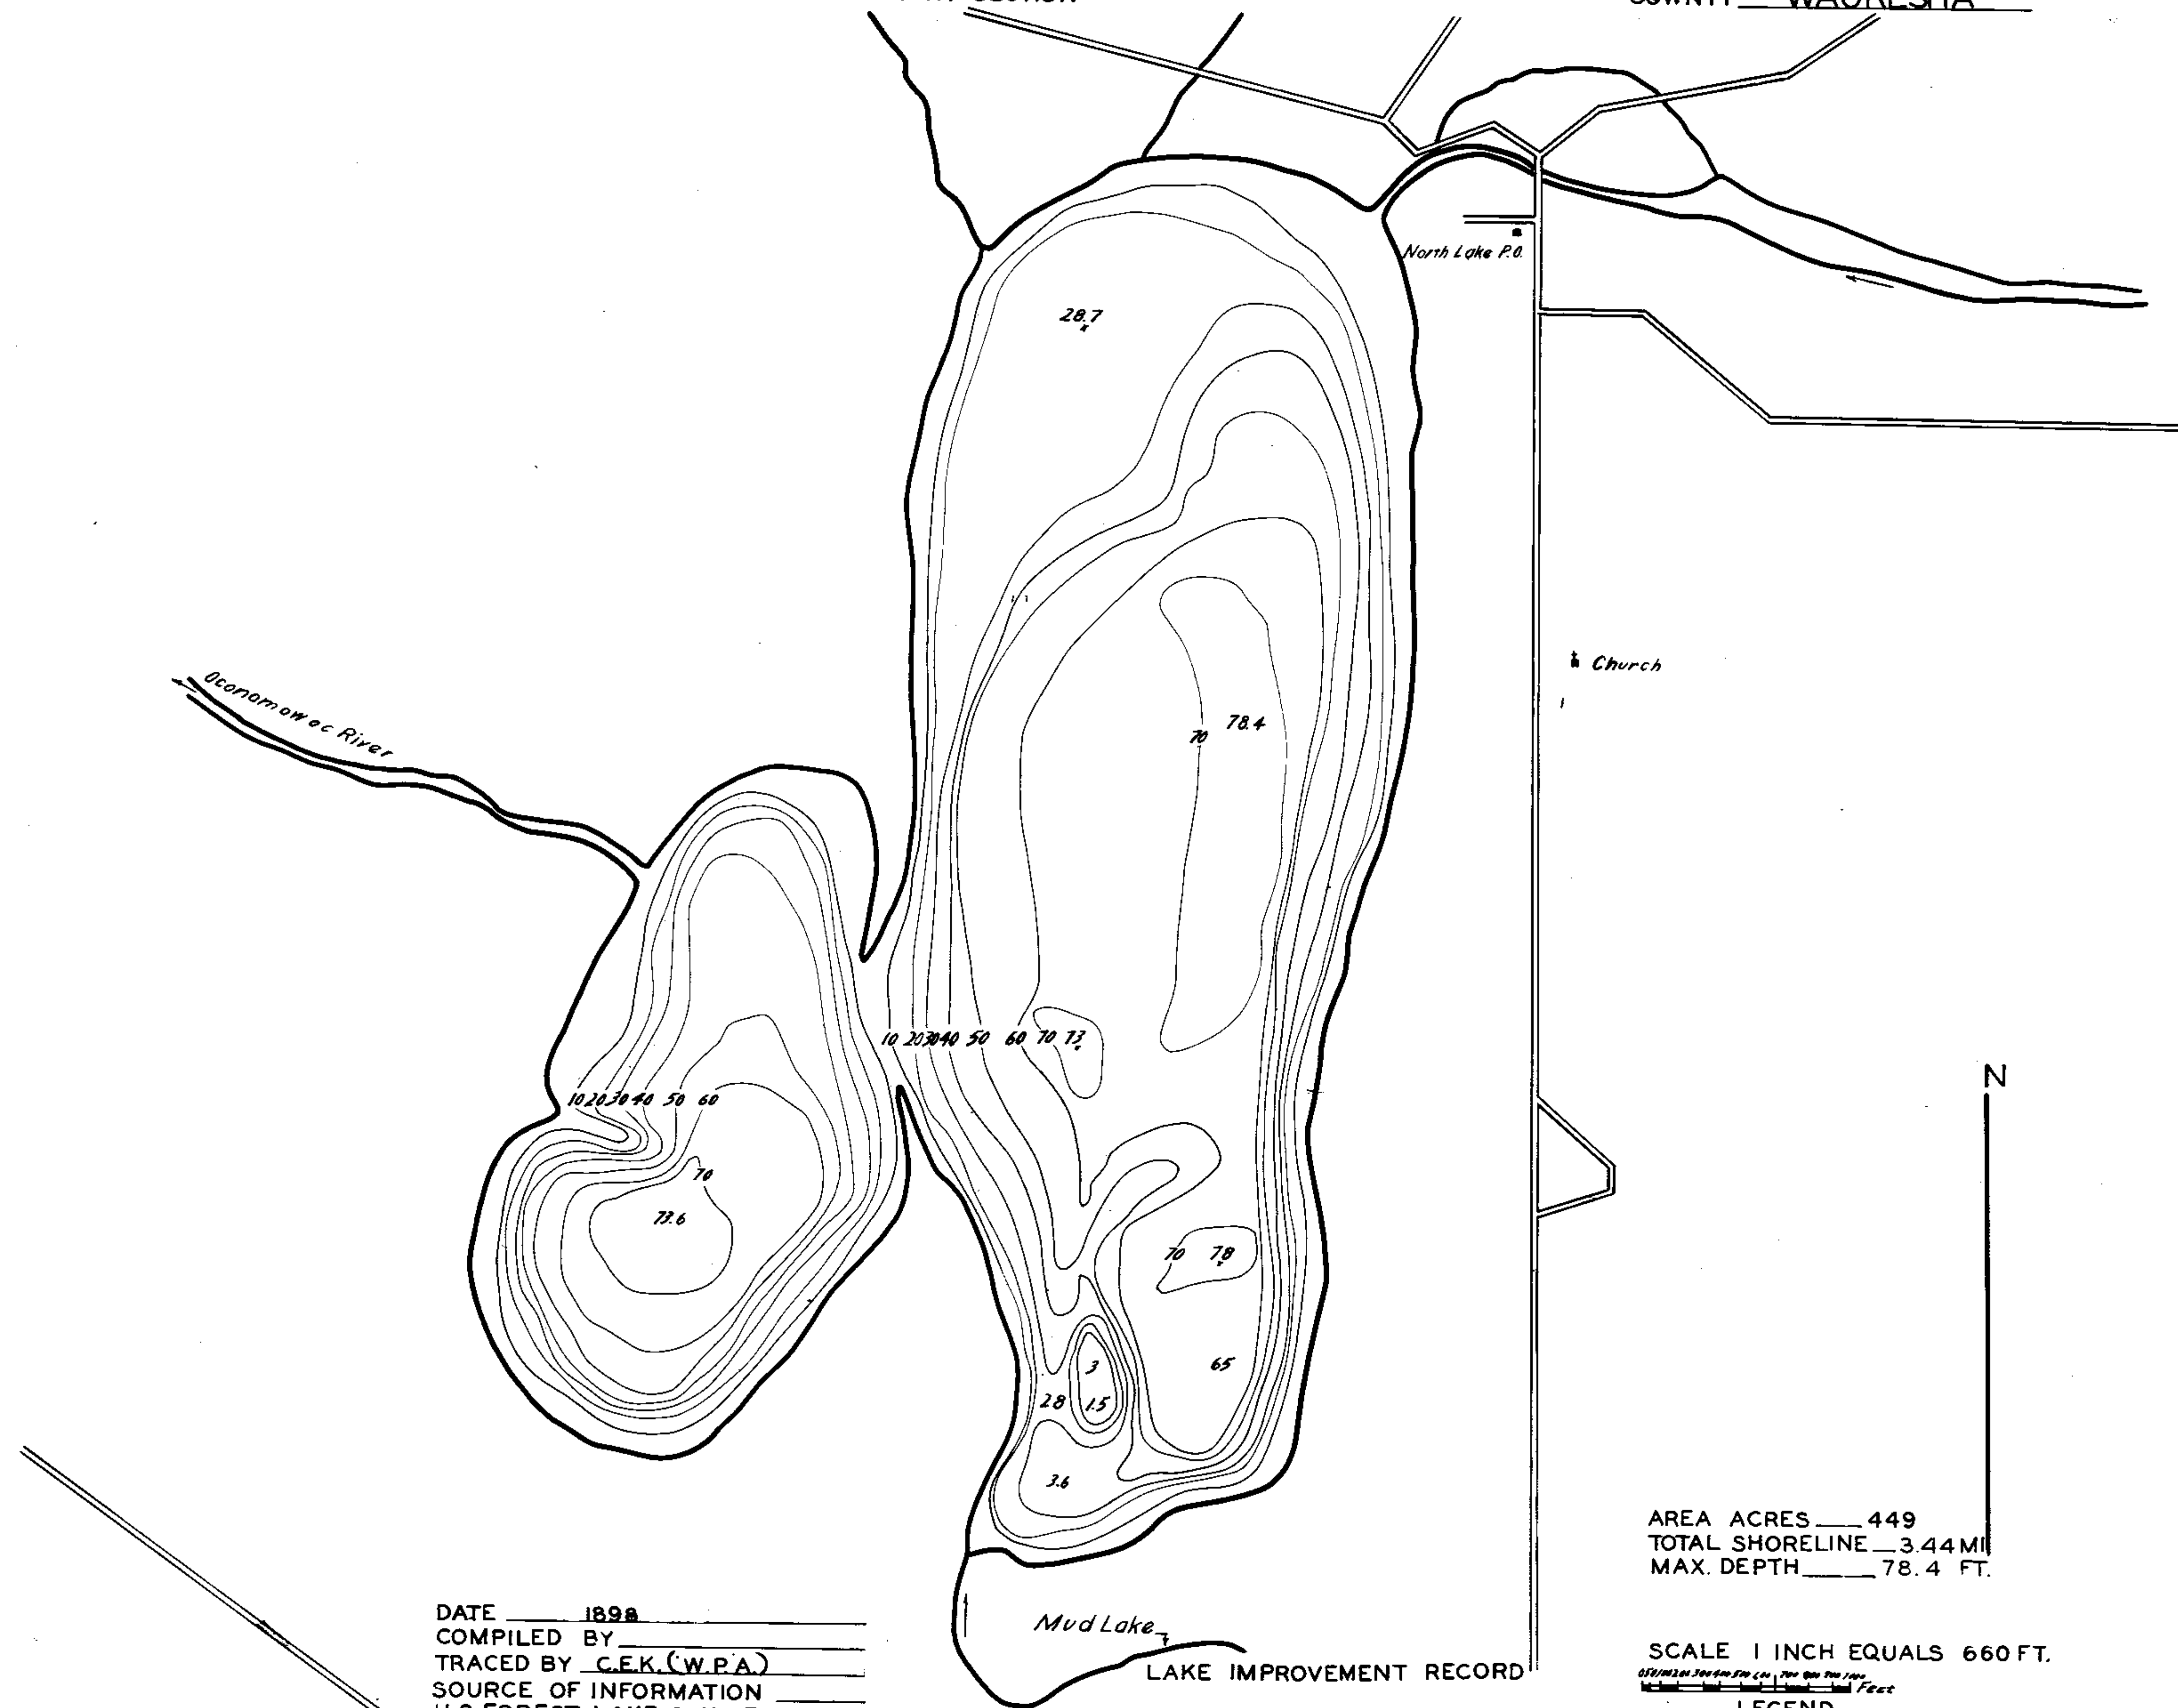 SECTION
COUNTY WAUKESHA
North Lake P.O.
28.7
Church
Oconomowoc River
78.4
70
10 20 30 40 50 60 70 73
10 20 30 40 50 60
N
70
73.6
70 78
3
65
28
1.5
3.6
AREA ACRES 449
TOTAL SHORELINE 3.44 MI
MAX. DEPTH 78.4 FT.
DATE 1898
COMPILED BY
TRACED BY C.E.K. (W.P.A.)
SOURCE OF INFORMATION
Mud Lake
LAKE IMPROVEMENT RECORD
SCALE 1 INCH EQUALS 660 FT.
Feet
LEGEND